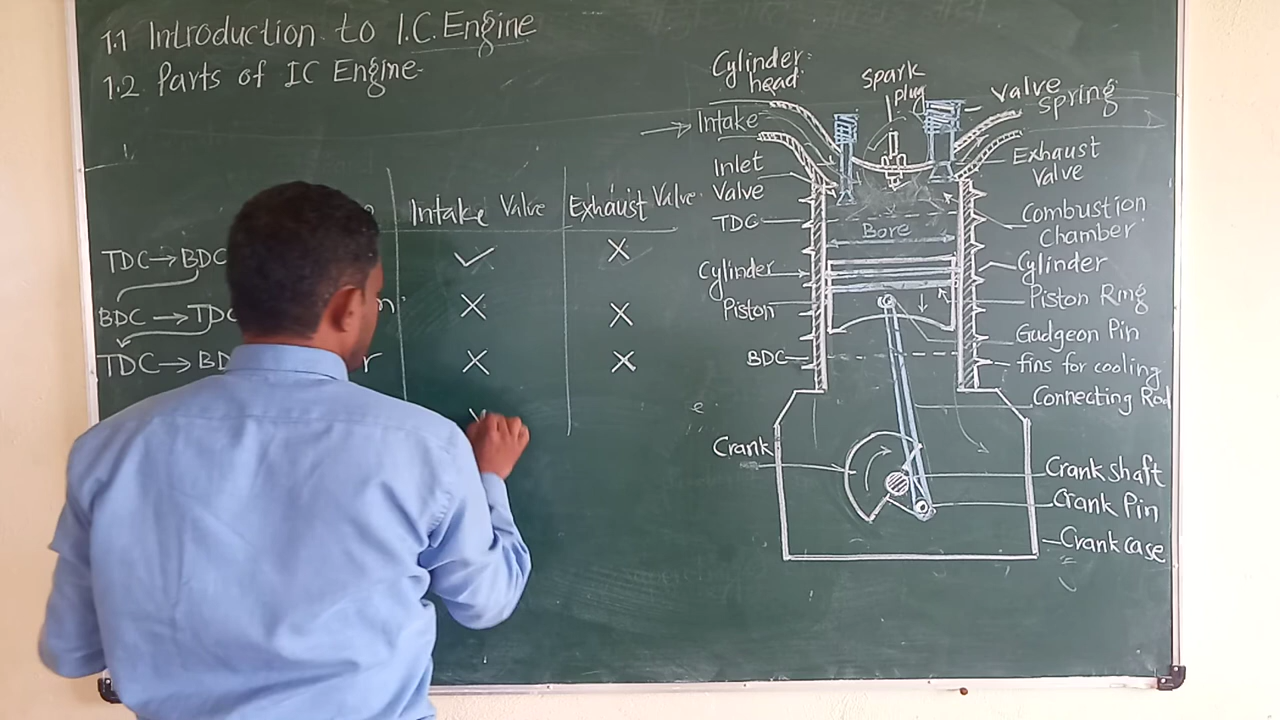 1.1 Introduction to I.C. Engine
1.2 Parts of IC Engine
Intake Valve Exhaust Valve
TDC→BDC ✓ X
BDC→TDC n X X
TDC→BD r X X
Cylinder head
Spark plug
Valve Spring
Intake
Inlet Valve
Exhaust Valve
TDC
Bore
Combustion Chamber
Cylinder
Cylinder
Piston
Piston Ring
Gudgeon Pin
BDC
fins for cooling
Connecting Rod
Crank
Crank shaft
Crank Pin
Crank case